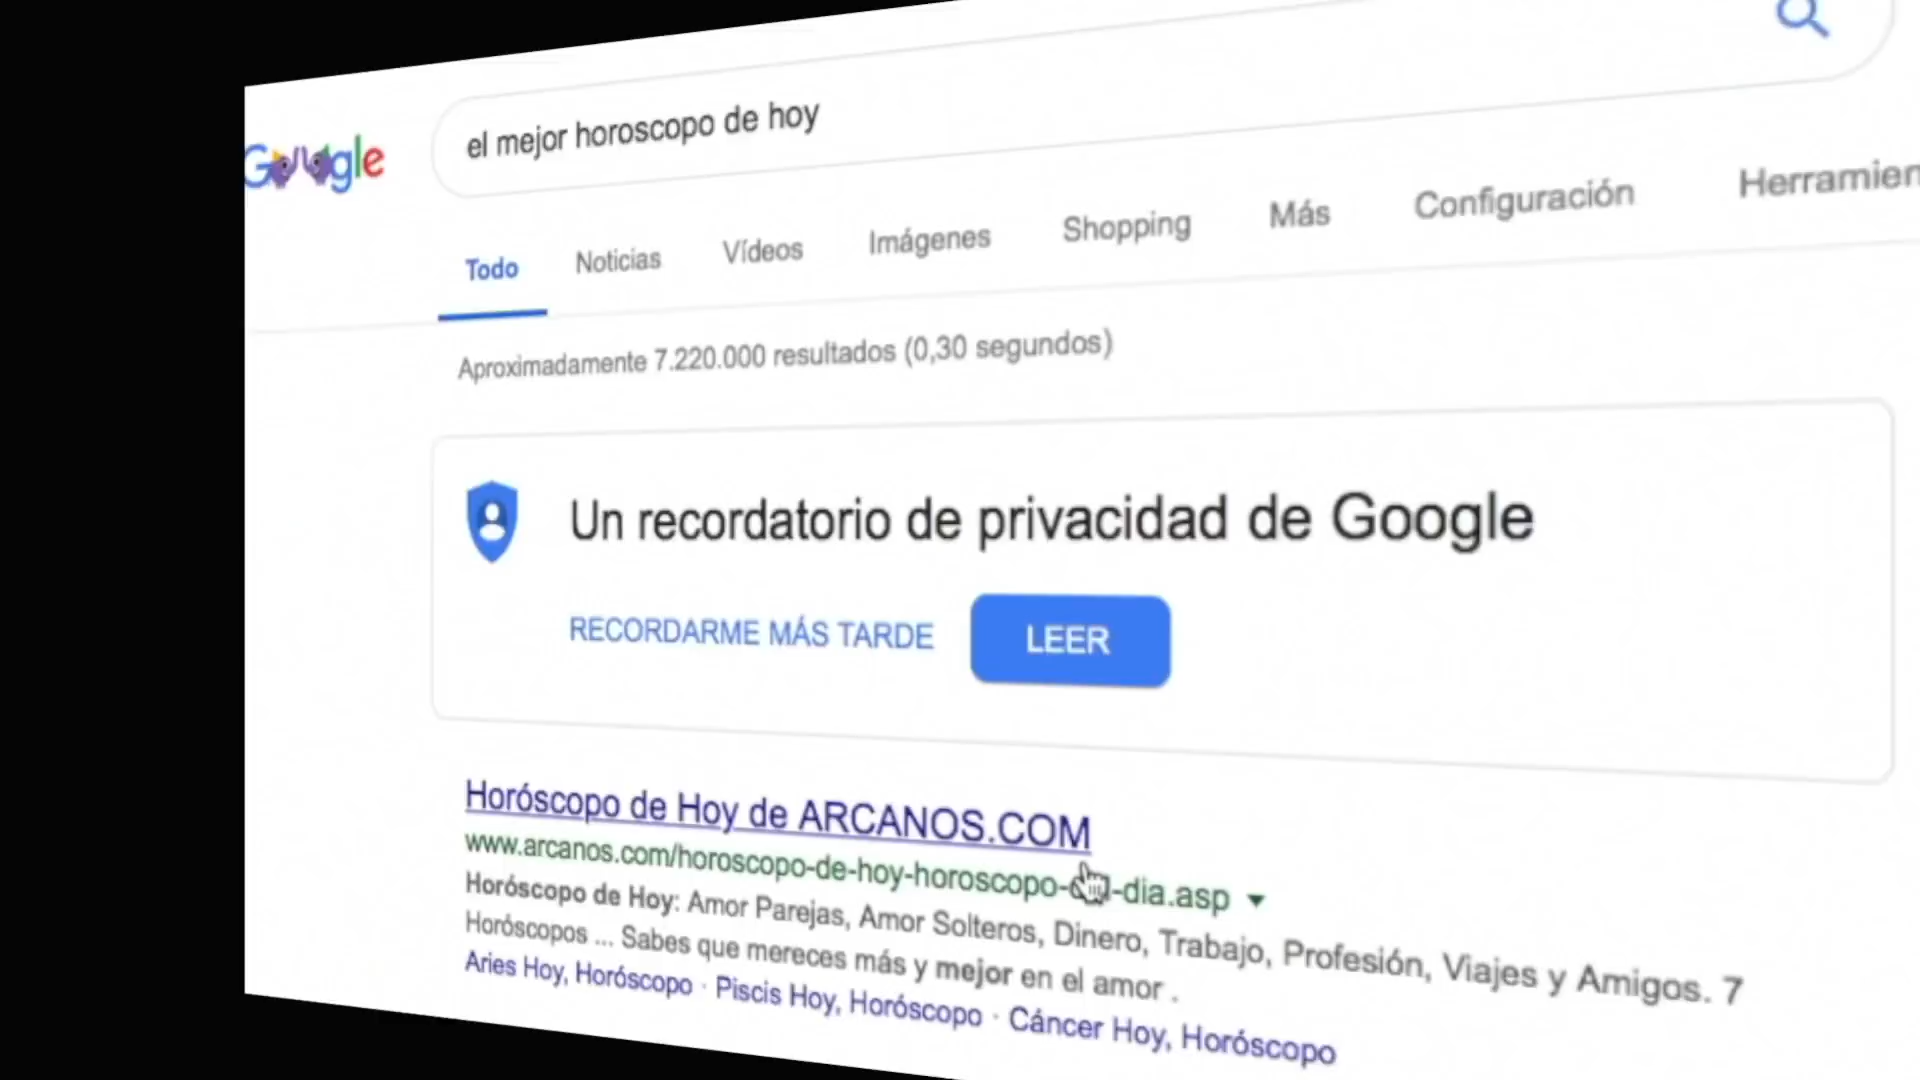 Google
el mejor horoscopo de hoy
Todo Noticias Vídeos Imágenes Shopping Más Configuración
Aproximadamente 7.220.000 resultados (0,30 segundos)
Un recordatorio de privacidad de Google
RECORDARME MÁS TARDE LEER
Horóscopo de Hoy de ARCANOS.COM
www.arcanos.com/horoscopo-de-hoy-horoscopo- -dia.asp
Horóscopo de Hoy: Amor Parejas, Amor Solteros, Dinero, Trabajo, Profesión, Viajes y Amigos. 7
Horóscopos ... Sabes que mereces más y mejor en el amor .
Aries Hoy, Horóscopo · Piscis Hoy, Horóscopo · Cáncer Hoy, Horóscopo